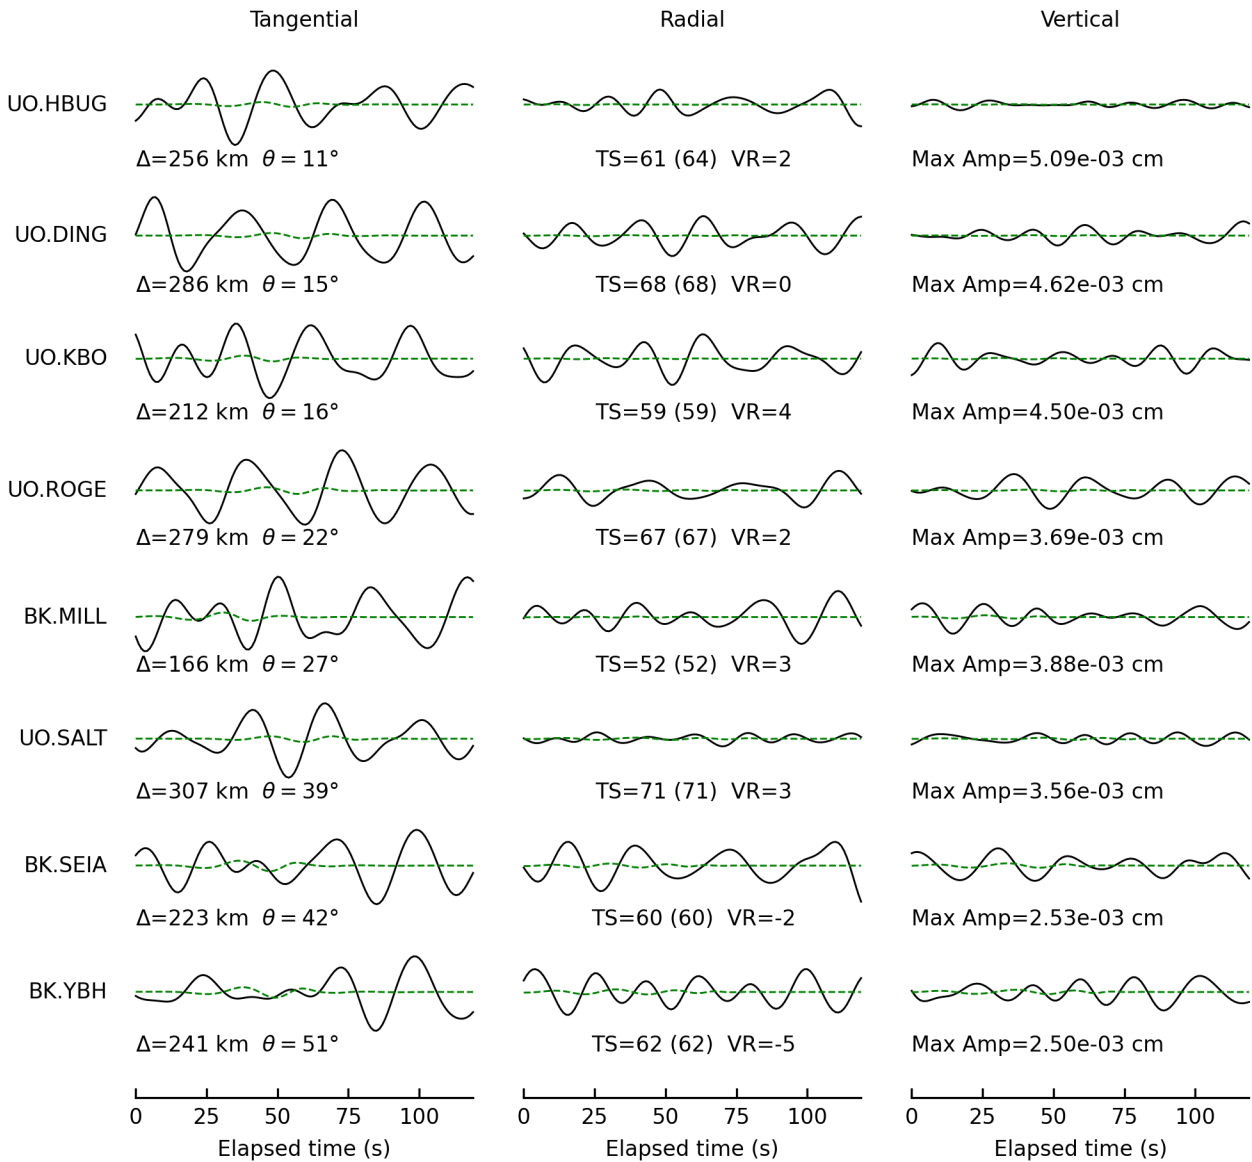 Tangential Radial Vertical
UO.HBUG
Δ=256 km θ = 11° TS=61 (64) VR=2 Max Amp=5.09e-03 cm
UO.DING
Δ=286 km θ = 15° TS=68 (68) VR=0 Max Amp=4.62e-03 cm
UO.KBO
Δ=212 km θ = 16° TS=59 (59) VR=4 Max Amp=4.50e-03 cm
UO.ROGE
Δ=279 km θ = 22° TS=67 (67) VR=2 Max Amp=3.69e-03 cm
BK.MILL
Δ=166 km θ = 27° TS=52 (52) VR=3 Max Amp=3.88e-03 cm
UO.SALT
Δ=307 km θ = 39° TS=71 (71) VR=3 Max Amp=3.56e-03 cm
BK.SEIA
Δ=223 km θ = 42° TS=60 (60) VR=-2 Max Amp=2.53e-03 cm
BK.YBH
Δ=241 km θ = 51° TS=62 (62) VR=-5 Max Amp=2.50e-03 cm
0 25 50 75 100 0 25 50 75 100 0 25 50 75 100
Elapsed time (s) Elapsed time (s) Elapsed time (s)